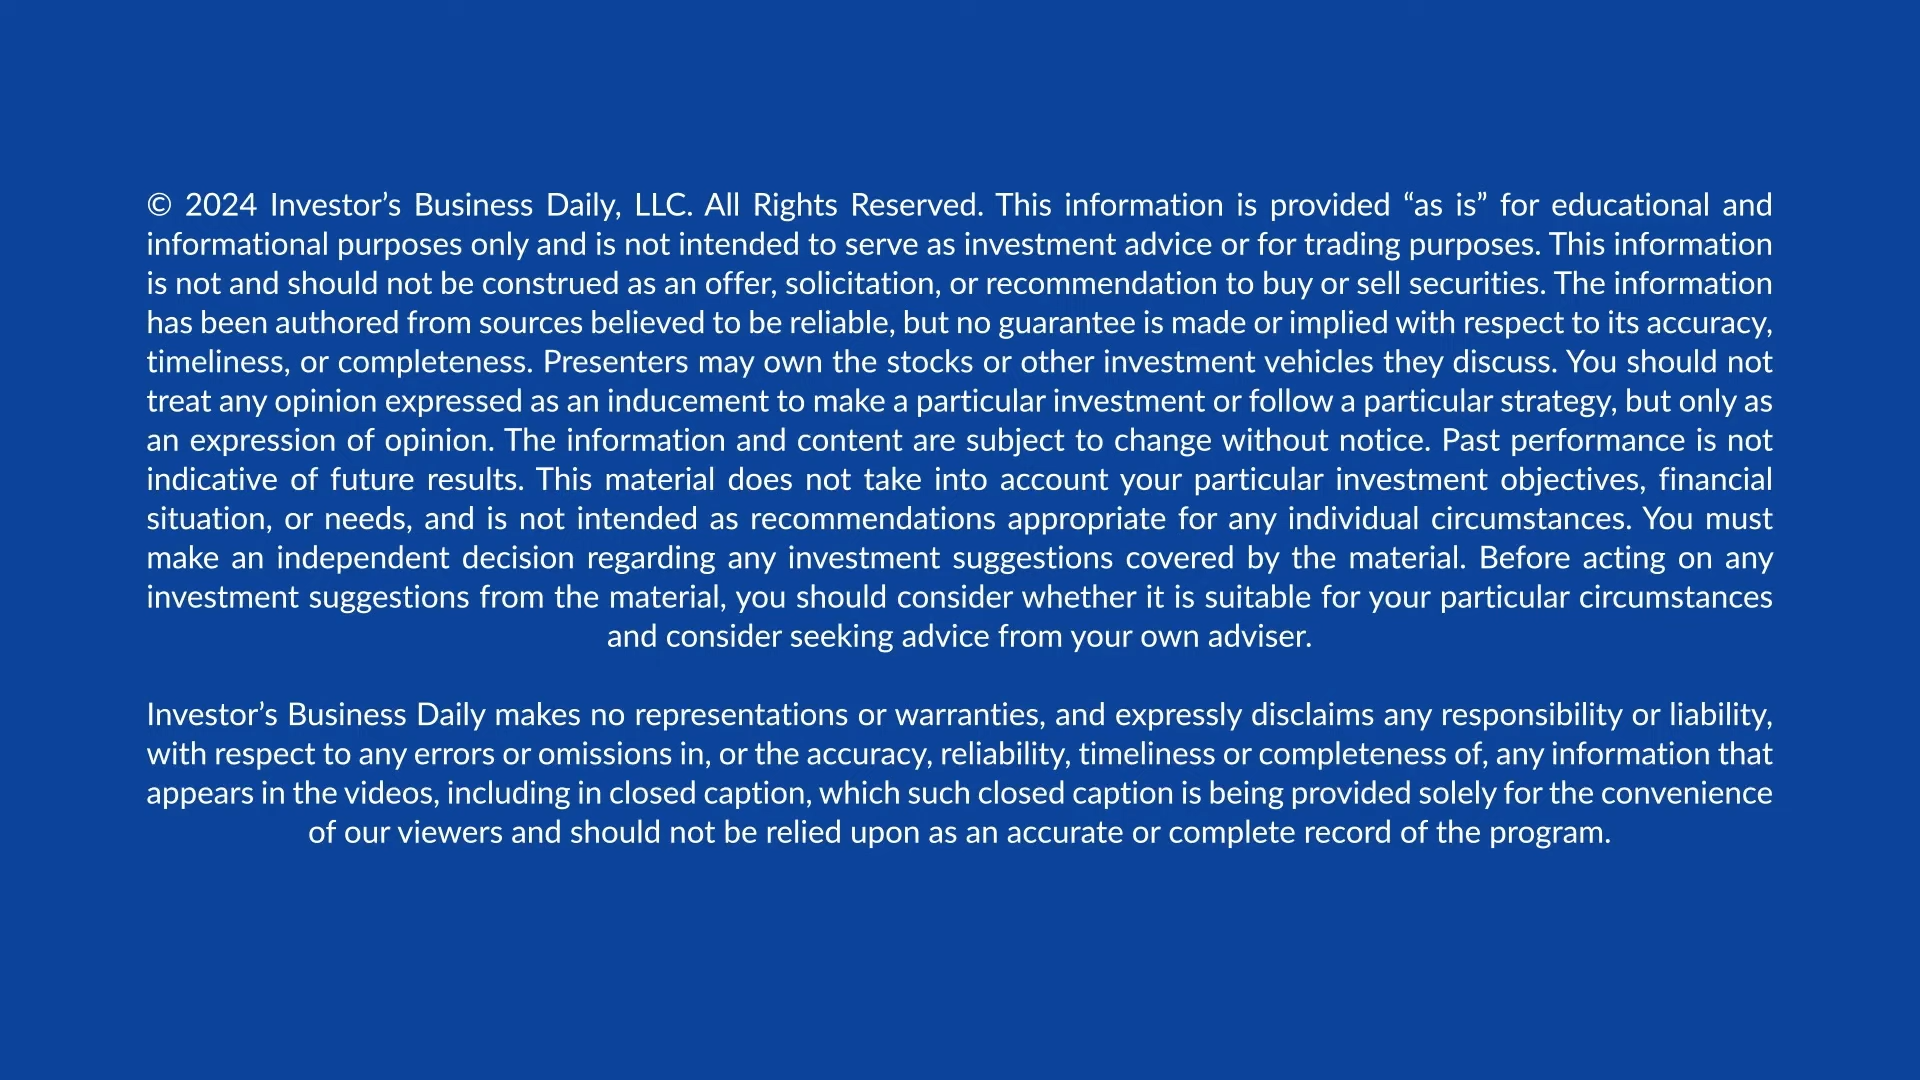 © 2024 Investor’s Business Daily, LLC. All Rights Reserved. This information is provided “as is” for educational and
informational purposes only and is not intended to serve as investment advice or for trading purposes. This information
is not and should not be construed as an offer, solicitation, or recommendation to buy or sell securities. The information
has been authored from sources believed to be reliable, but no guarantee is made or implied with respect to its accuracy,
timeliness, or completeness. Presenters may own the stocks or other investment vehicles they discuss. You should not
treat any opinion expressed as an inducement to make a particular investment or follow a particular strategy, but only as
an expression of opinion. The information and content are subject to change without notice. Past performance is not
indicative of future results. This material does not take into account your particular investment objectives, financial
situation, or needs, and is not intended as recommendations appropriate for any individual circumstances. You must
make an independent decision regarding any investment suggestions covered by the material. Before acting on any
investment suggestions from the material, you should consider whether it is suitable for your particular circumstances
and consider seeking advice from your own adviser.
Investor’s Business Daily makes no representations or warranties, and expressly disclaims any responsibility or liability,
with respect to any errors or omissions in, or the accuracy, reliability, timeliness or completeness of, any information that
appears in the videos, including in closed caption, which such closed caption is being provided solely for the convenience
of our viewers and should not be relied upon as an accurate or complete record of the program.